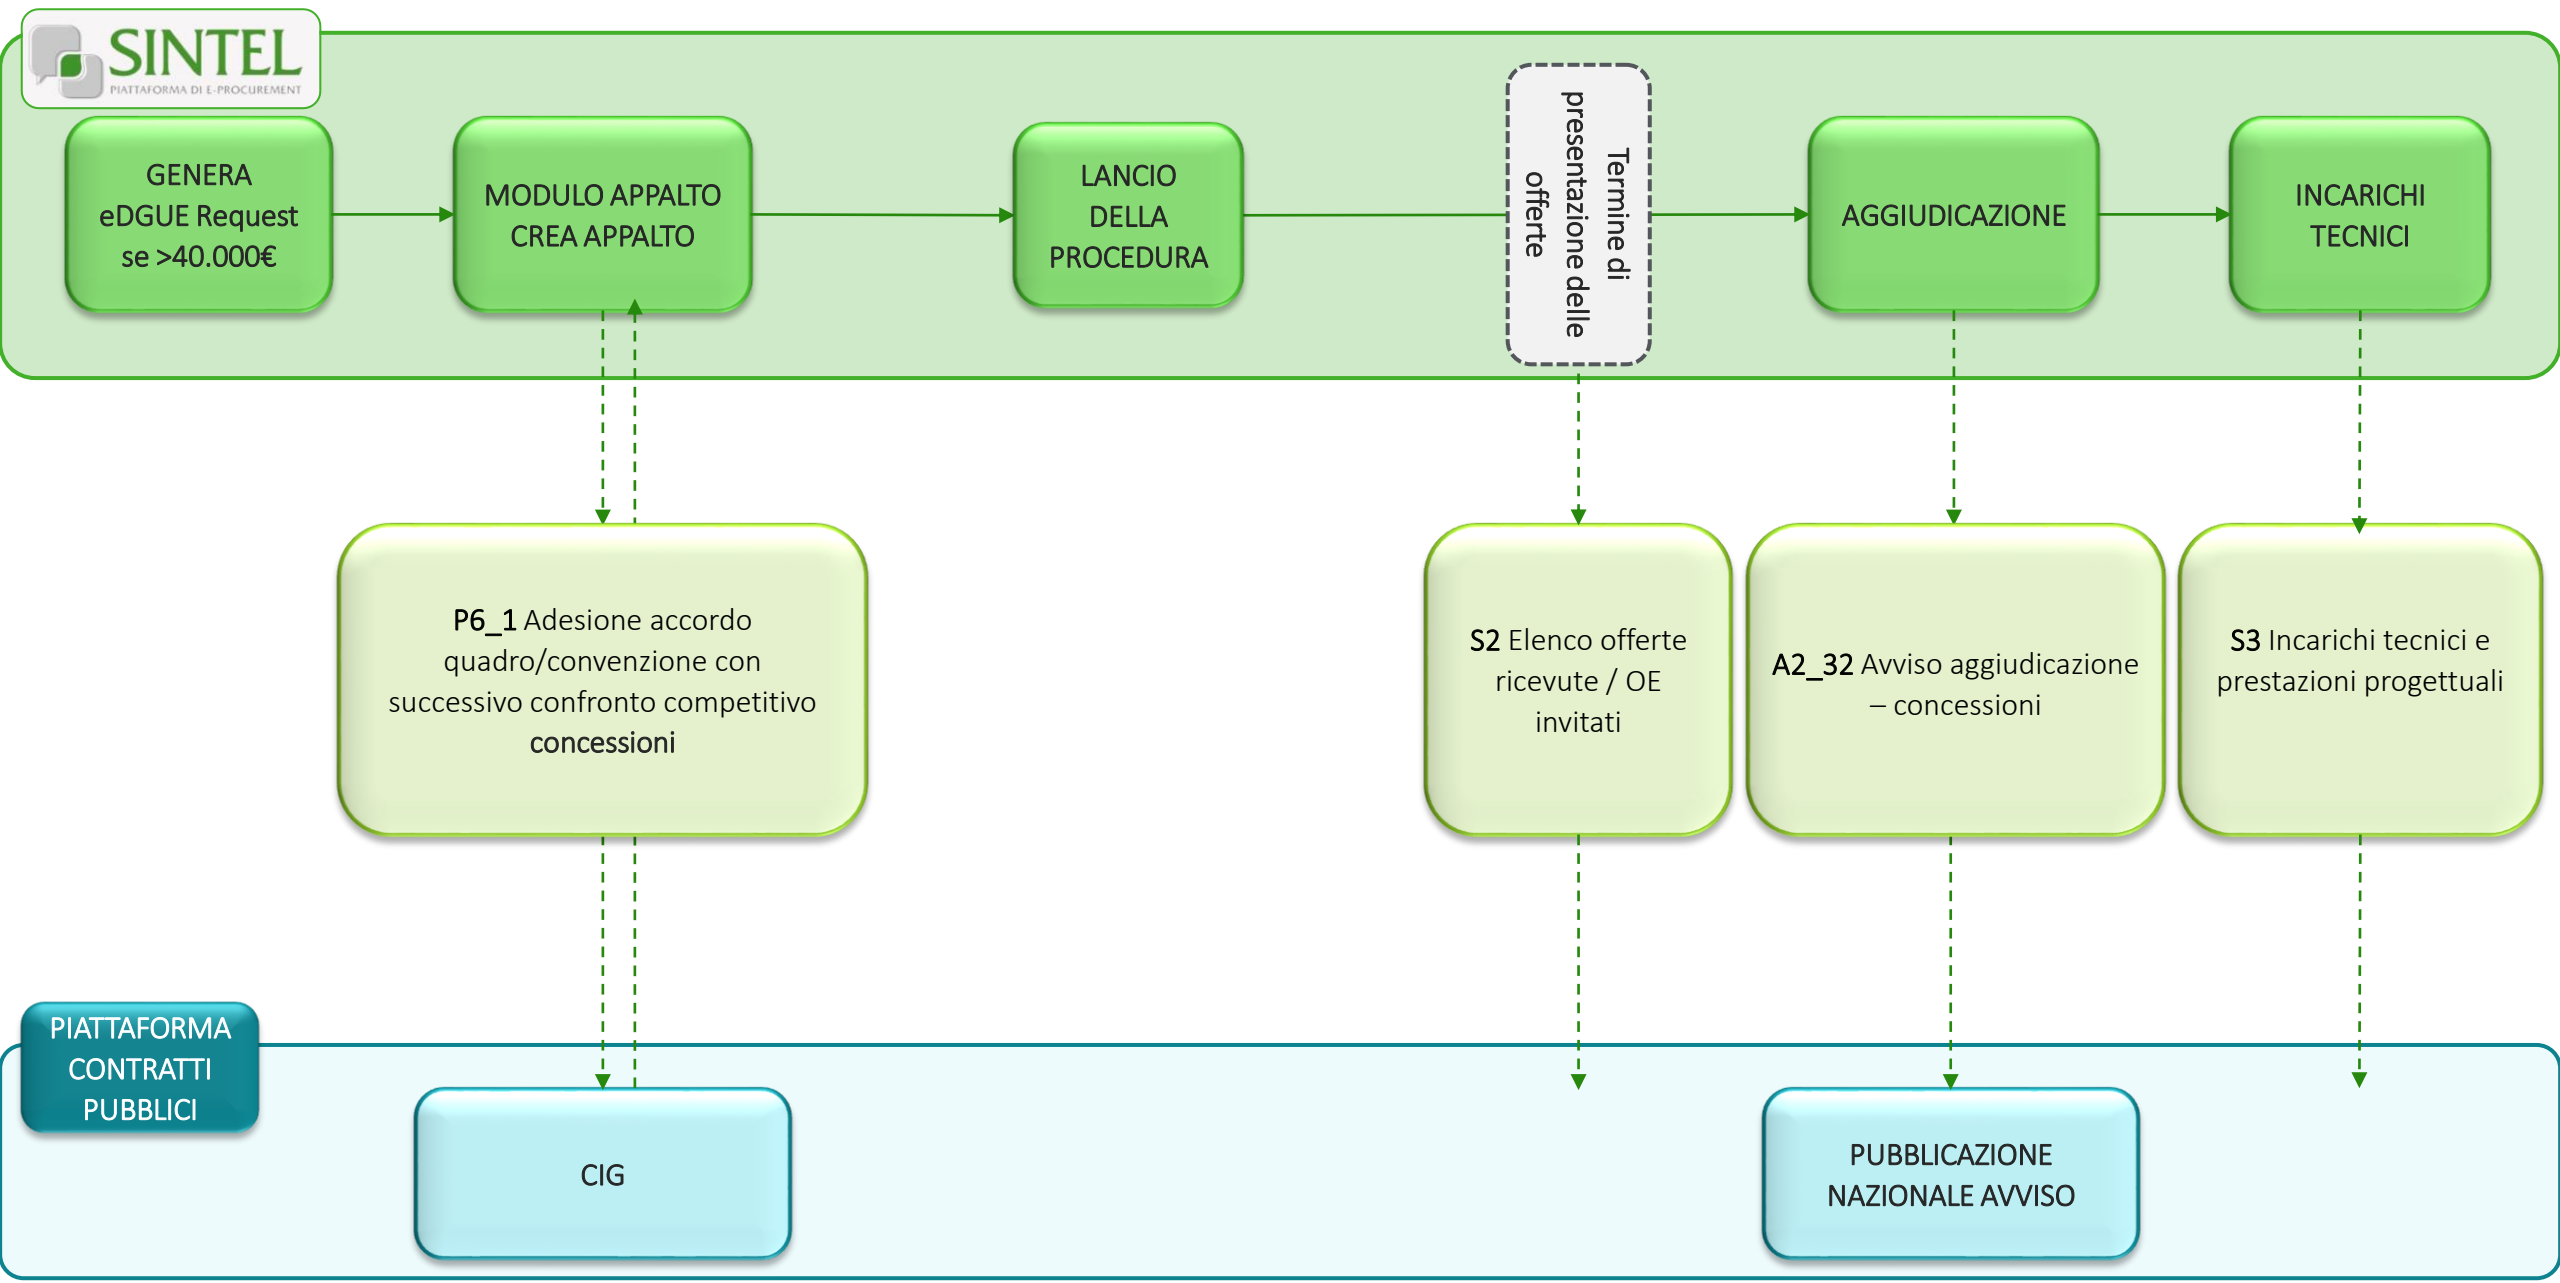 SINTEL
PIATTAFORMA DI E-PROCUREMENT
GENERA
eDGUE Request
se >40.000€
MODULO APPALTO
CREA APPALTO
LANCIO
DELLA
PROCEDURA
Termine di
presentazione delle
offerte
AGGIUDICAZIONE
INCARICHI
TECNICI
P6_1 Adesione accordo
quadro/convenzione con
successivo confronto competitivo
concessioni
S2 Elenco offerte
ricevute / OE
invitati
A2_32 Avviso aggiudicazione
– concessioni
S3 Incarichi tecnici e
prestazioni progettuali
PIATTAFORMA
CONTRATTI
PUBBLICI
CIG
PUBBLICAZIONE
NAZIONALE AVVISO